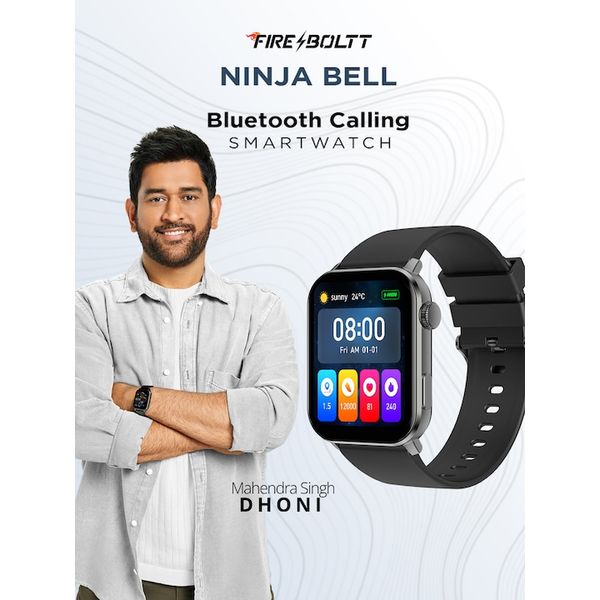 FIRE BOLTT
NINJA BELL
Bluetooth Calling
SMARTWATCH
sunny 24°C
08:00
Fri AM 01-01
1.5 12000 81 240
Mahendra Singh
DHONI